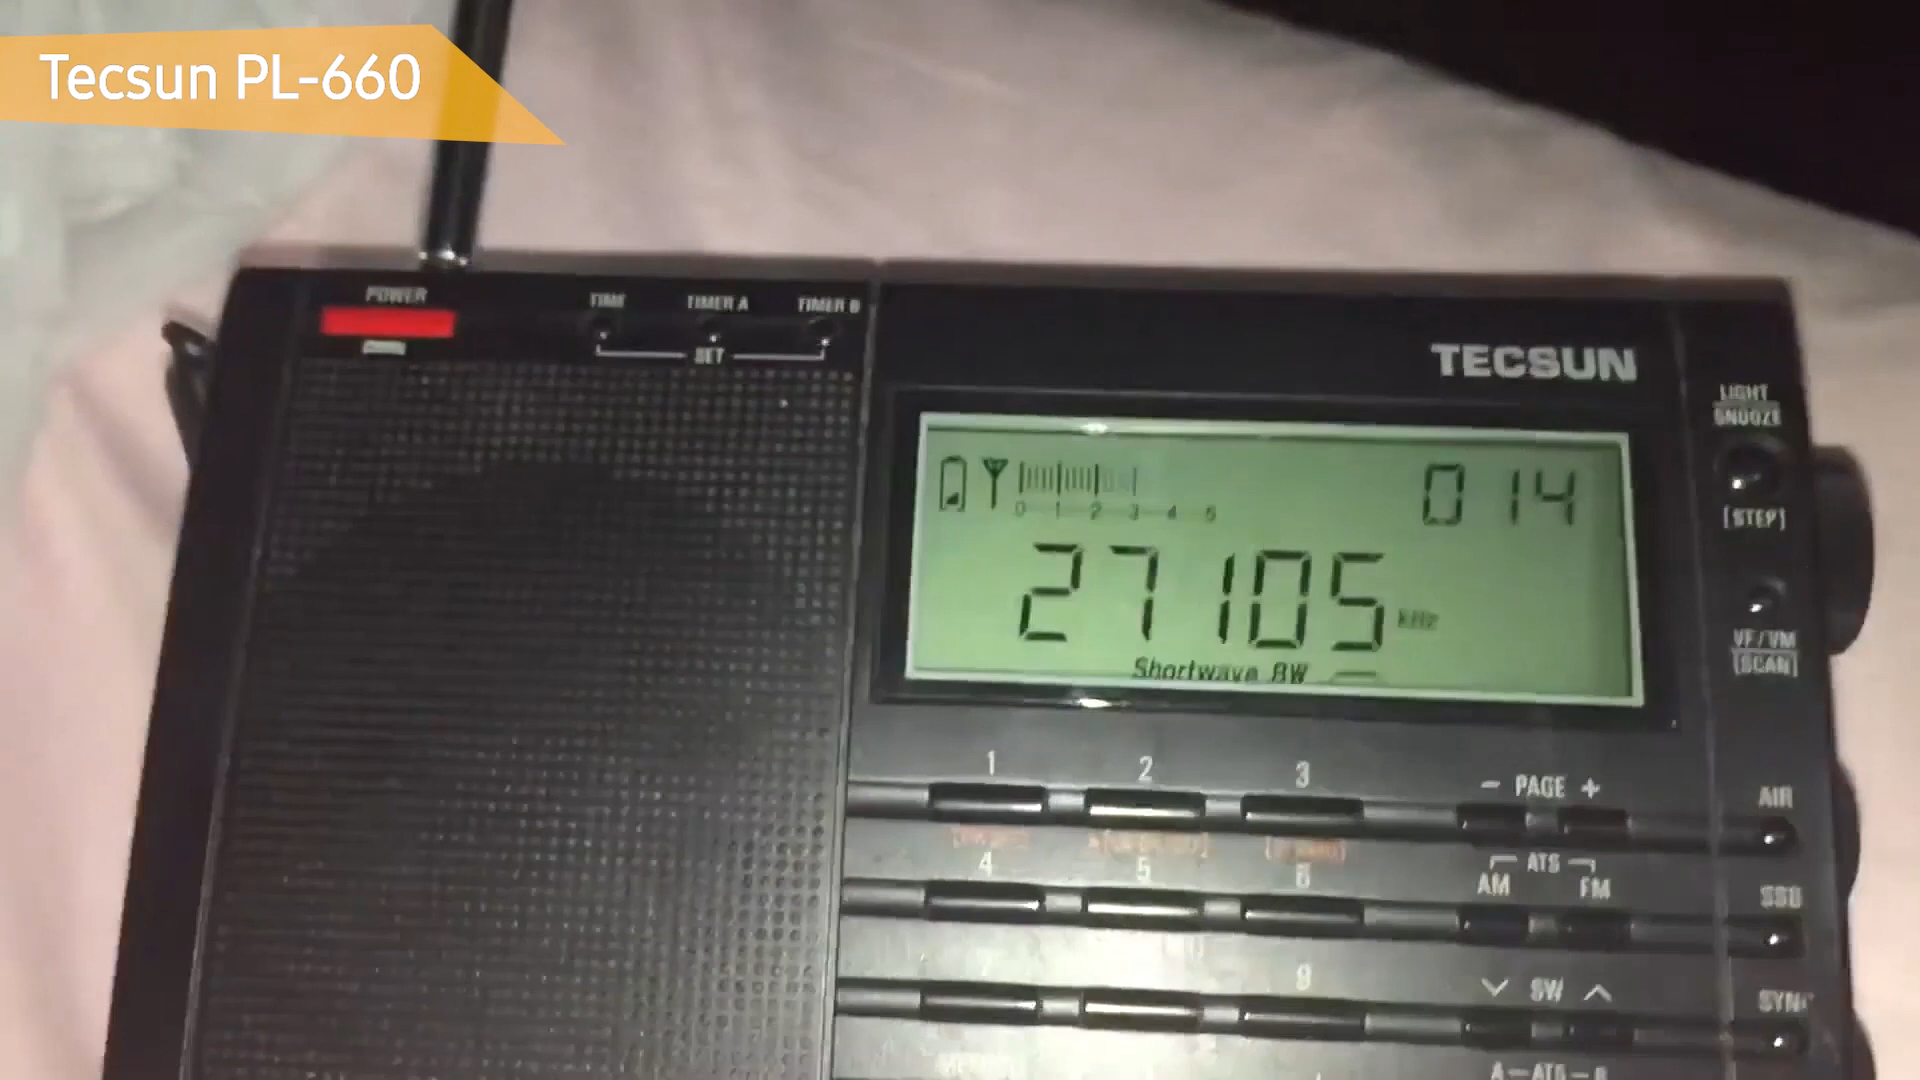 Tecsun PL-660
POWER
TIME TIMER A TIMER B
SET
TECSUN
LIGHT
SNOOZE
[STEP]
014
0 1 2 3 4 5
27105 kHz
Shortwave BW
VF/VM
[SCAN]
1 2 3
- PAGE +
AIR
ATS
4 5 6
AM FM
SSB
9
SW
SYNC
A-ATS-B